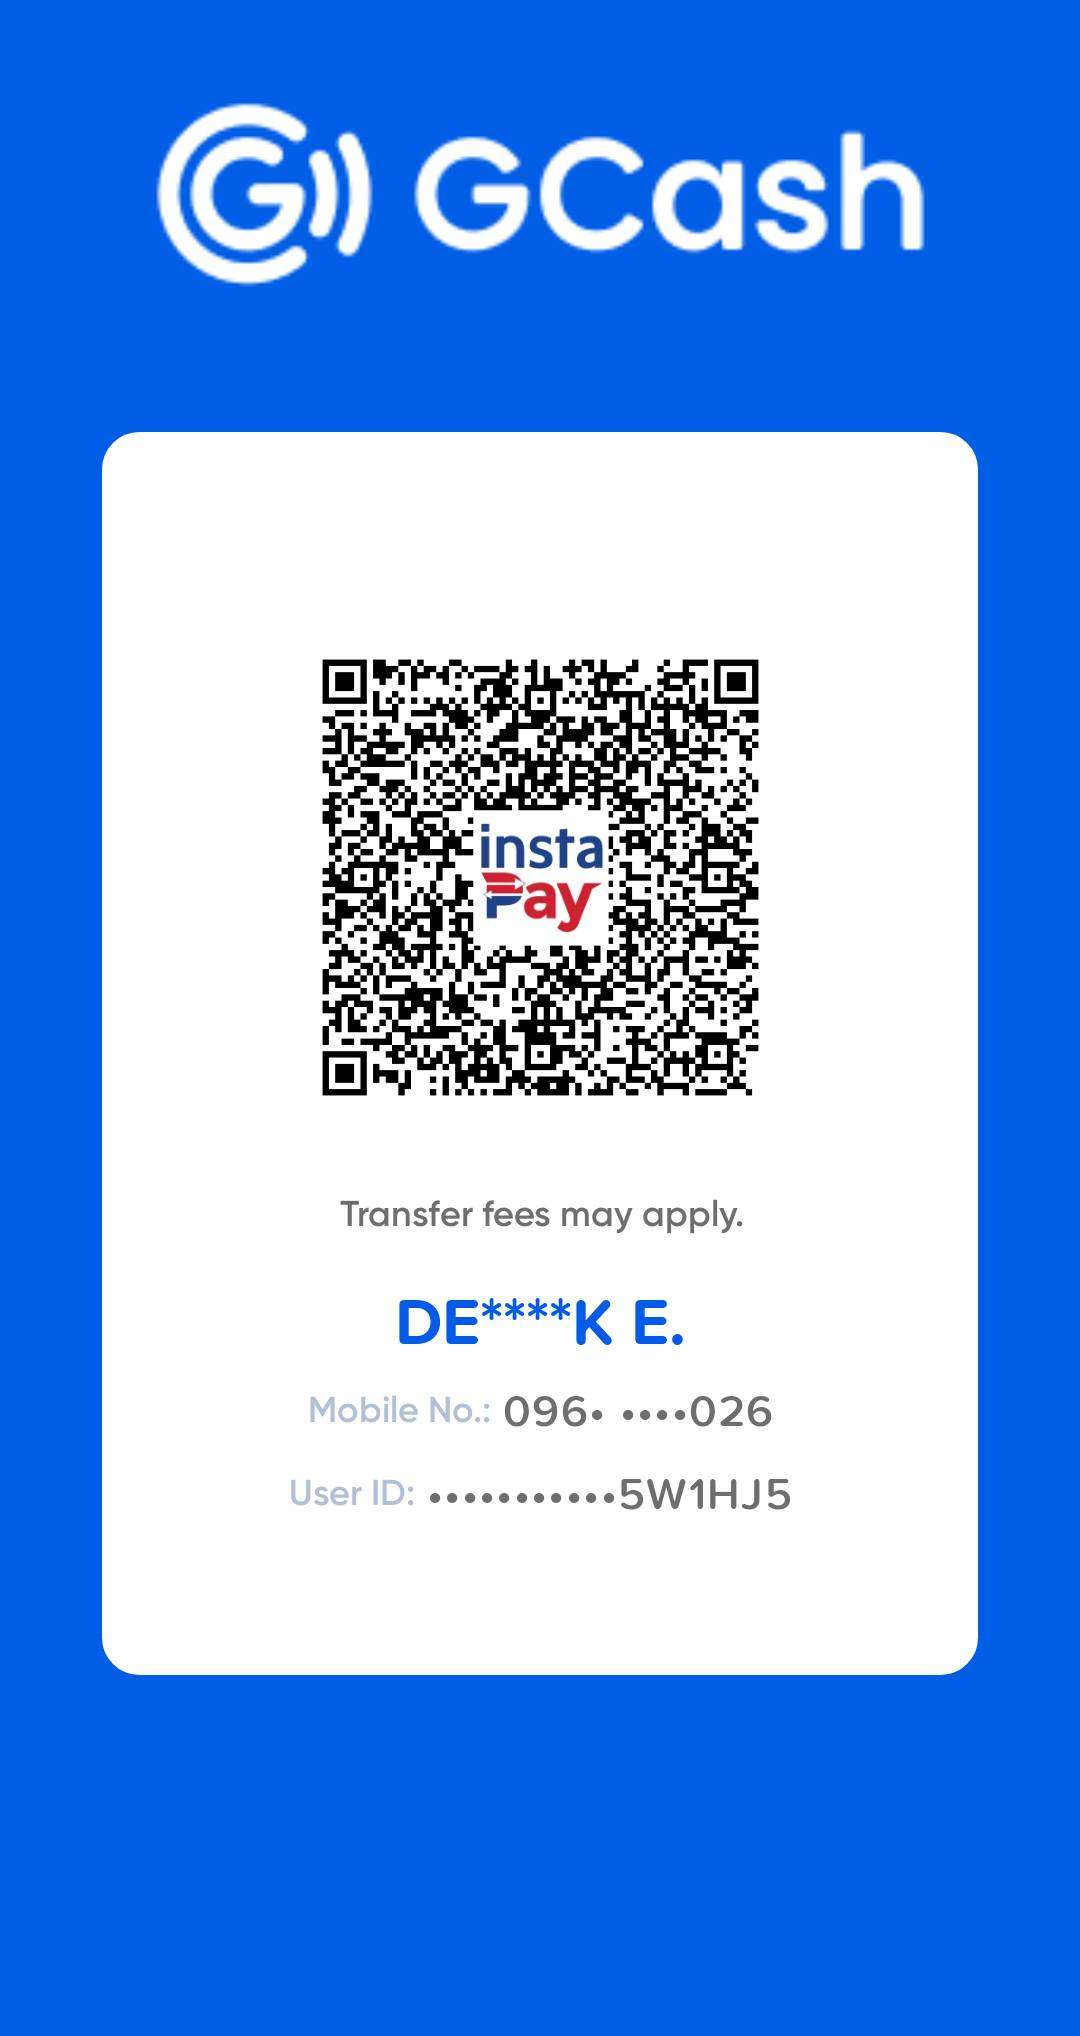 GCash
insta
Pay
Transfer fees may apply.
DE****K E.
Mobile No.: 096• ••••026
User ID: •••••••••••5W1HJ5